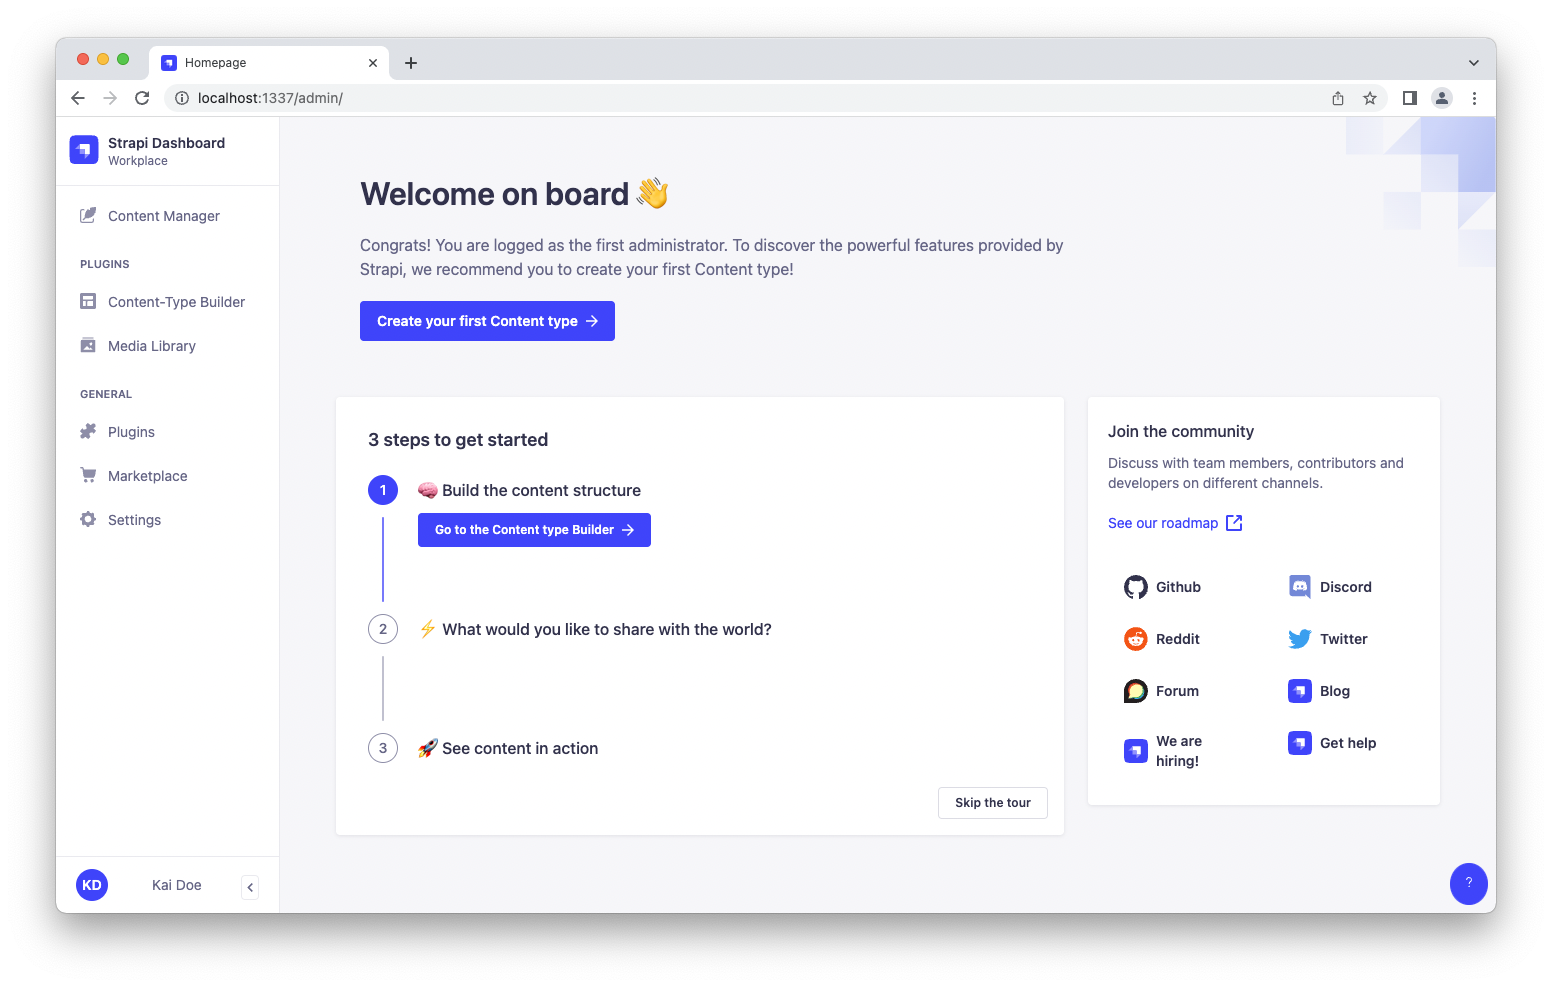 Homepage
localhost:1337/admin/
Strapi Dashboard
Workplace
Content Manager
PLUGINS
Content-Type Builder
Media Library
GENERAL
Plugins
Marketplace
Settings
KD
Kai Doe
Welcome on board
Congrats! You are logged as the first administrator. To discover the powerful features provided by
Strapi, we recommend you to create your first Content type!
Create your first Content type
3 steps to get started
1
Build the content structure
Go to the Content type Builder
2
What would you like to share with the world?
3
See content in action
Skip the tour
Join the community
Discuss with team members, contributors and
developers on different channels.
See our roadmap
Github
Discord
Reddit
Twitter
Forum
Blog
We are
hiring!
Get help
?